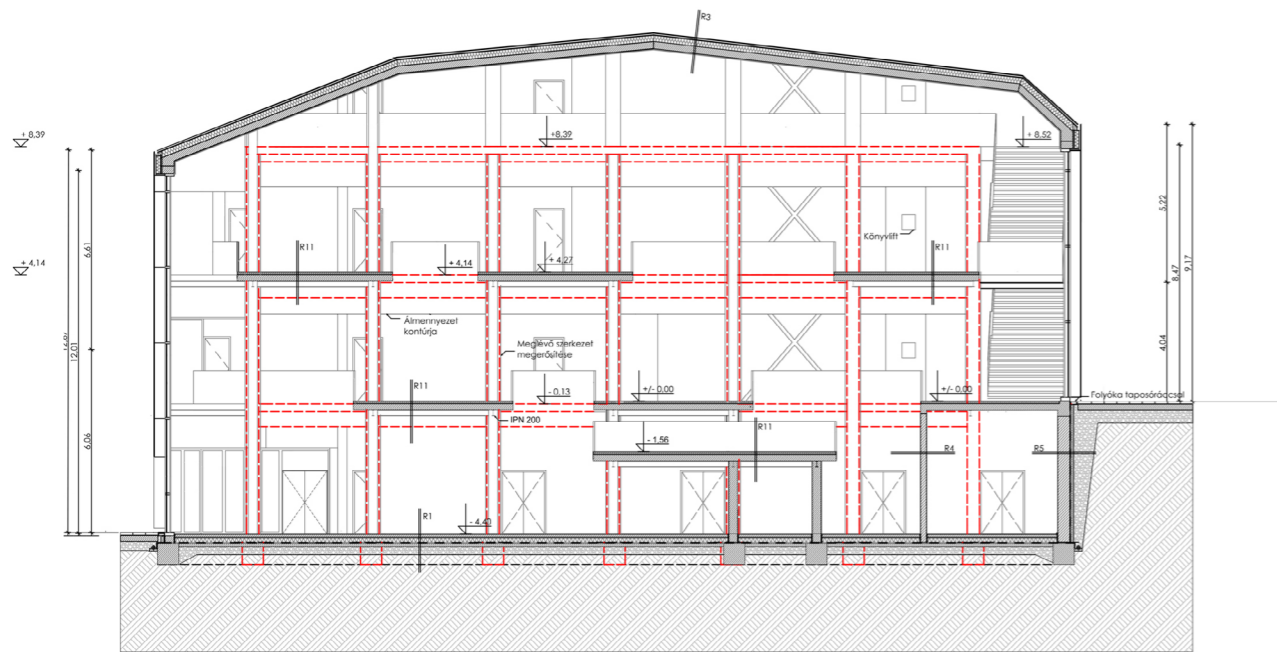 R3
+ 8,39
+8,39
+ 8,52
5,22
8,47
9,17
6,61
Könyvlift
R11
R11
+ 4,14
+ 4,14
+ 4,27
Álmennyezet
kontúrja
12,01
Meglévő szerkezet
megerősítése
4,04
R11
- 0,13
+/- 0,00
+/- 0,00
Folyóka taposóráccsal
IPN 200
R11
- 1,56
R4
R5
6,06
R1
- 4,40